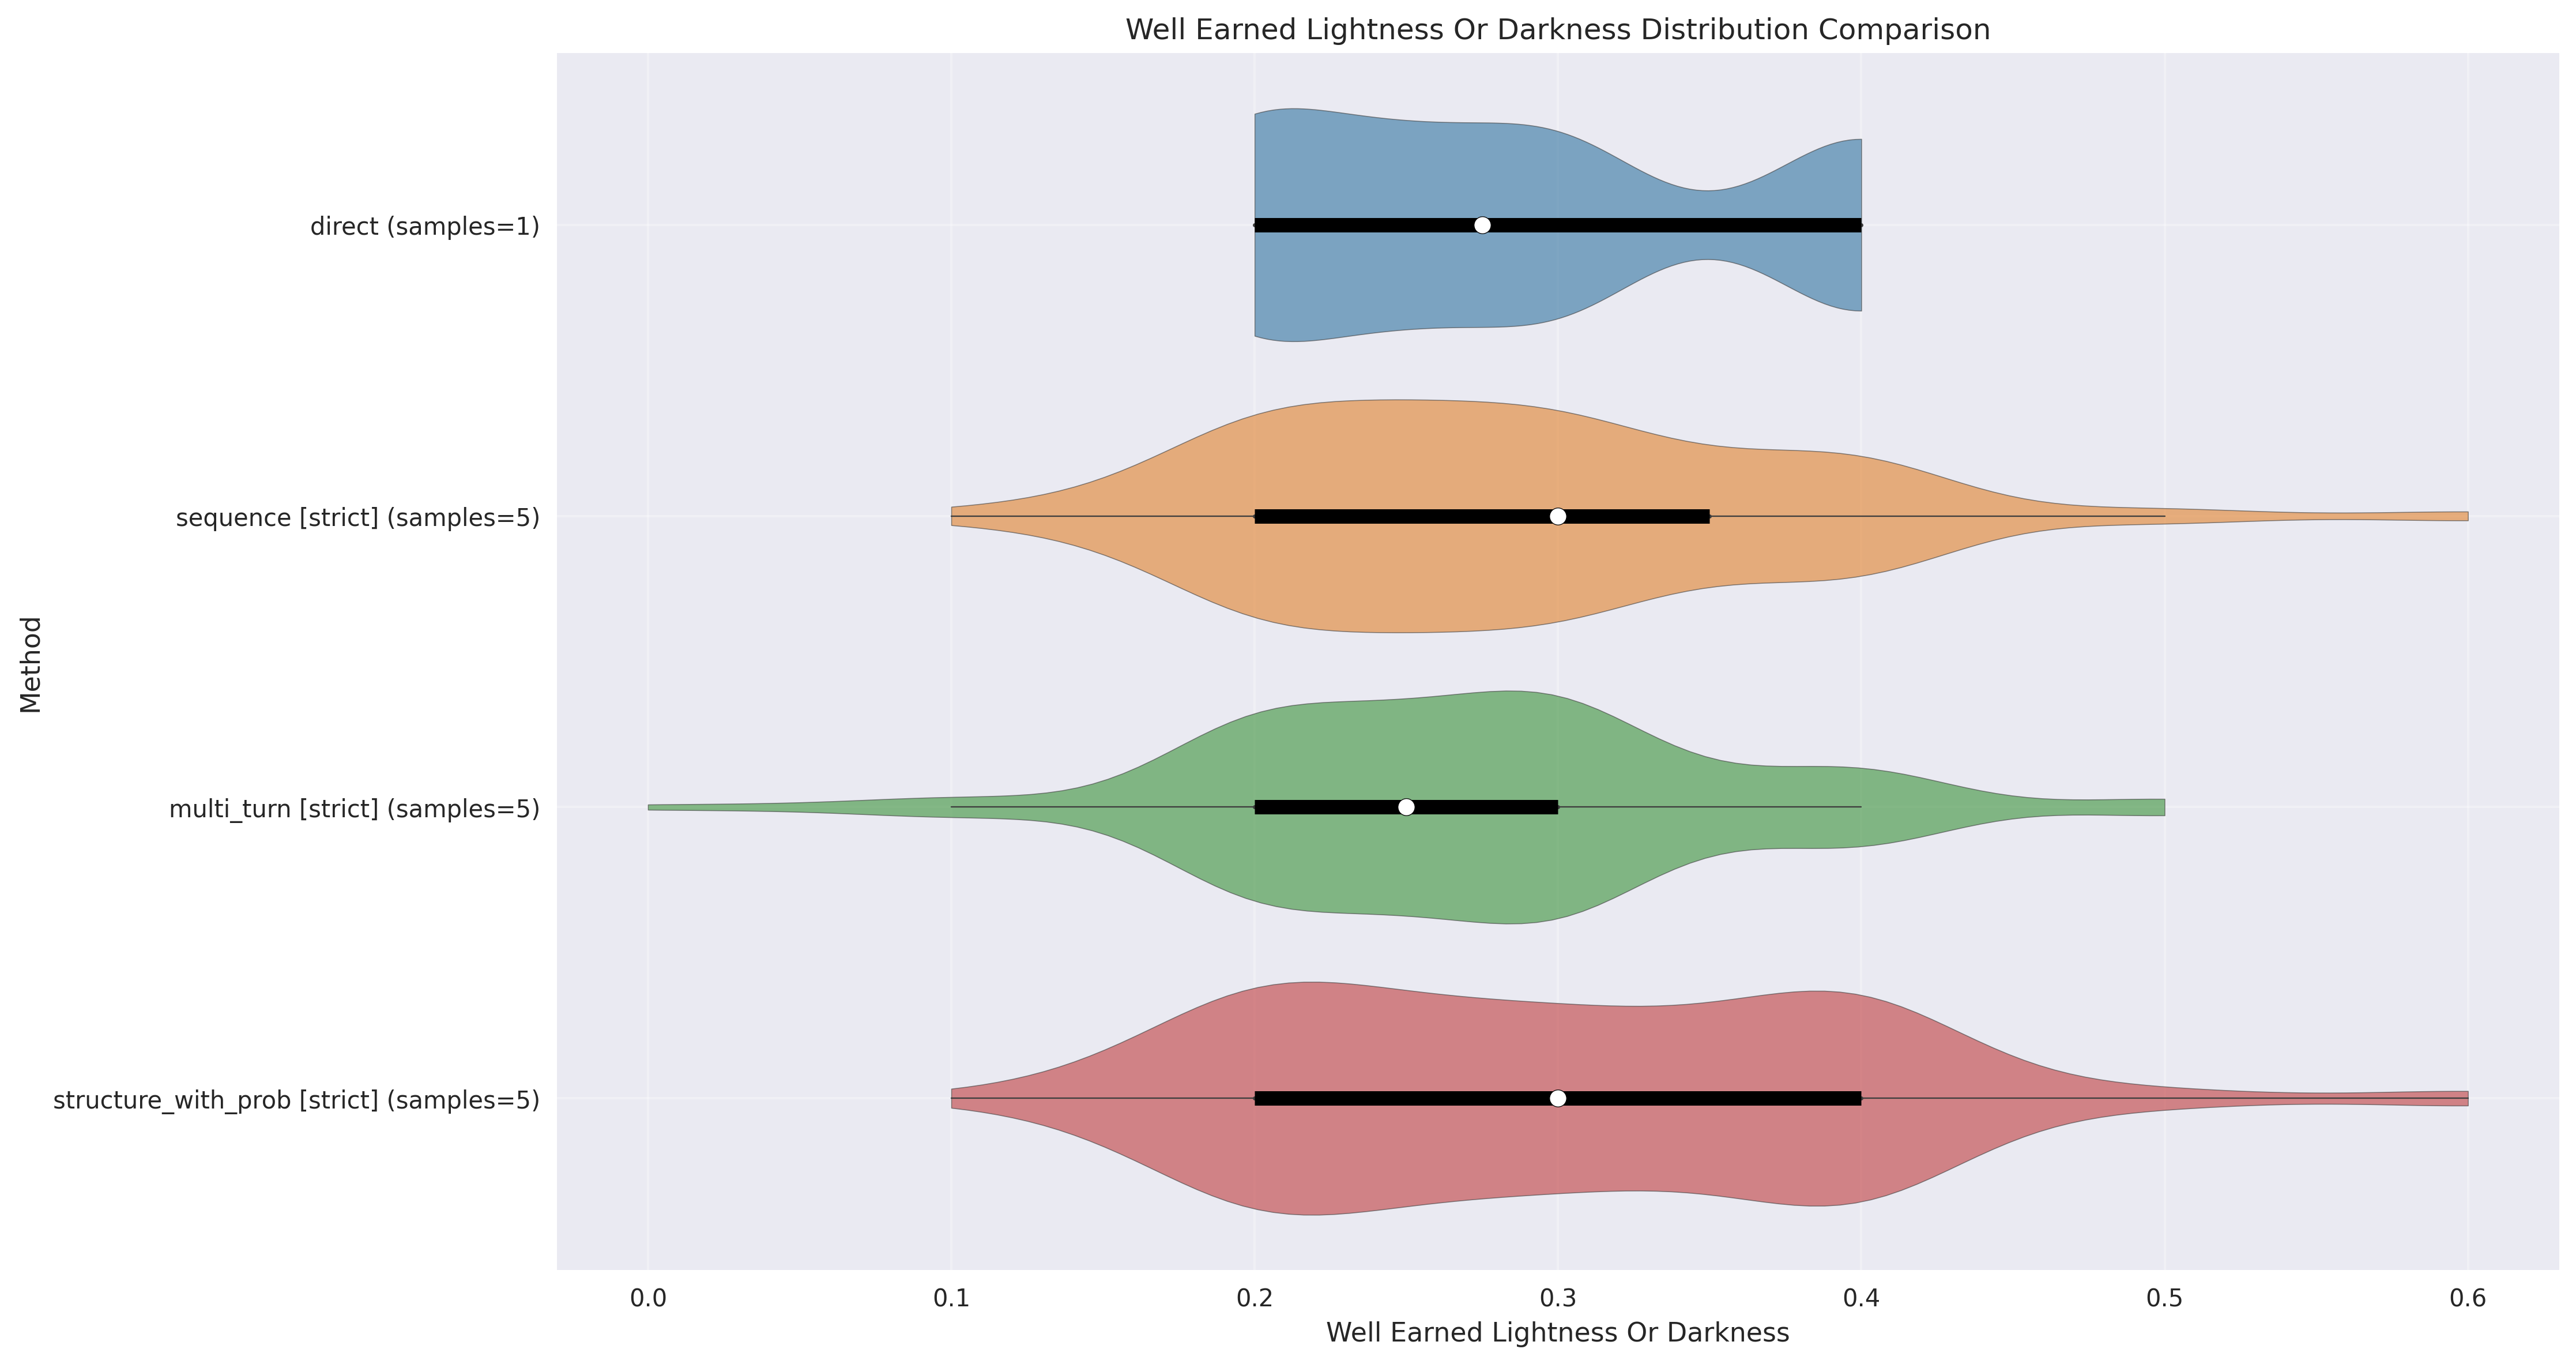 Well Earned Lightness Or Darkness Distribution Comparison
Method
direct (samples=1)
sequence [strict] (samples=5)
multi_turn [strict] (samples=5)
structure_with_prob [strict] (samples=5)
0.0 0.1 0.2 0.3 0.4 0.5 0.6
Well Earned Lightness Or Darkness